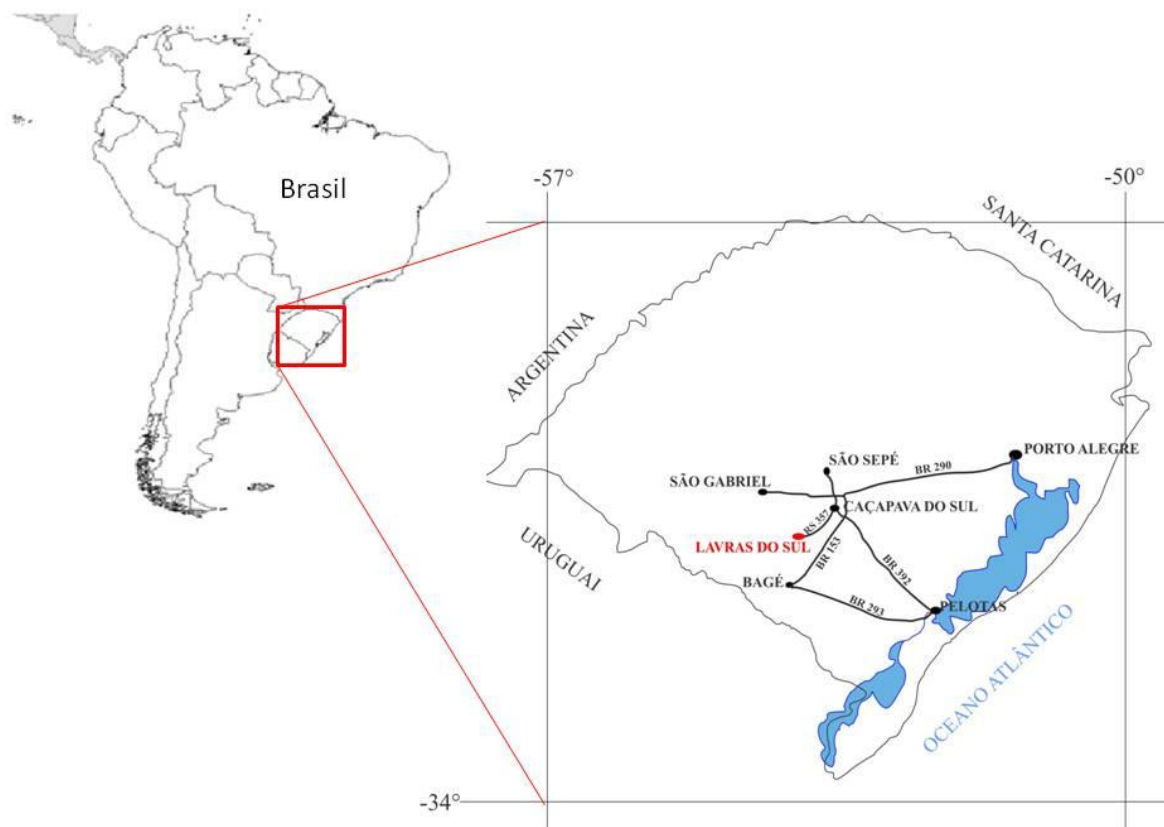 Brasil
-57°
-50°
SANTA CATARINA
ARGENTINA
PORTO ALEGRE
SÃO SEPÉ
BR 290
SÃO GABRIEL
CAÇAPAVA DO SUL
RS 357
LAVRAS DO SUL
URUGUAI
BR 153
BR 392
BAGÉ
BR 293
PELOTAS
OCEANO ATLÂNTICO
-34°